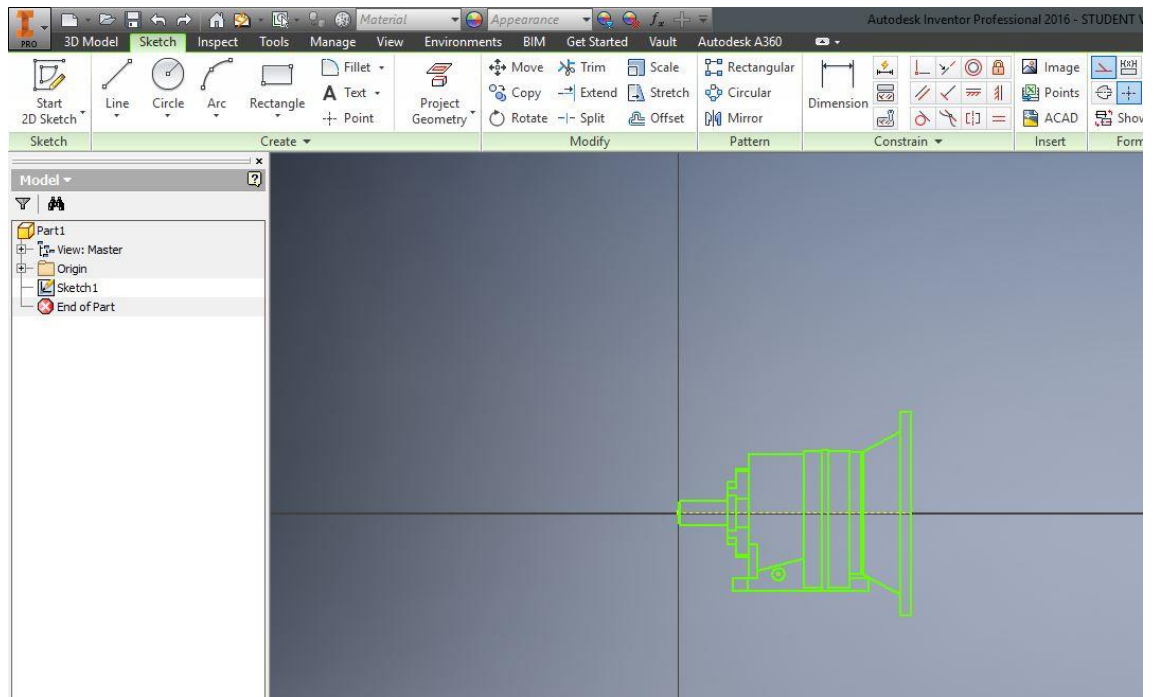 Material Appearance fx Autodesk Inventor Professional 2016 - STUDENT
PRO 3D Model Sketch Inspect Tools Manage View Environments BIM Get Started Vault Autodesk A360
Fillet Move Trim Scale Rectangular Image
Start Line Circle Arc Rectangle A Text Project Copy Extend Stretch Circular Dimension Points
2D Sketch Point Geometry Rotate Split Offset Mirror ACAD Show
Sketch Create Modify Pattern Constrain Insert Form
Model
Part1
View: Master
Origin
Sketch1
End of Part